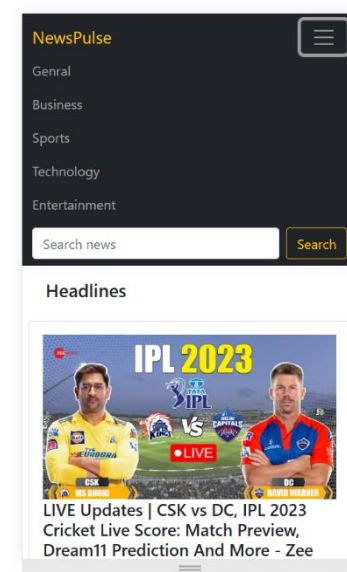 NewsPulse
Genral
Business
Sports
Technology
Entertainment
Search news
Search
Headlines
IPL 2023
TATA
IPL
VS
LIVE
CSK
MS DHONI
DC
DAVID WARNER
LIVE Updates | CSK vs DC, IPL 2023
Cricket Live Score: Match Preview,
Dream11 Prediction And More - Zee